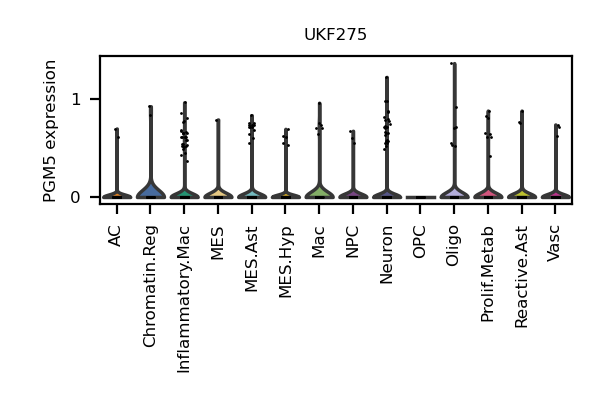 UKF275
PGM5 expression
1
0
AC
Chromatin.Reg
Inflammatory.Mac
MES
MES.Ast
MES.Hyp
Mac
NPC
Neuron
OPC
Oligo
Prolif.Metab
Reactive.Ast
Vasc